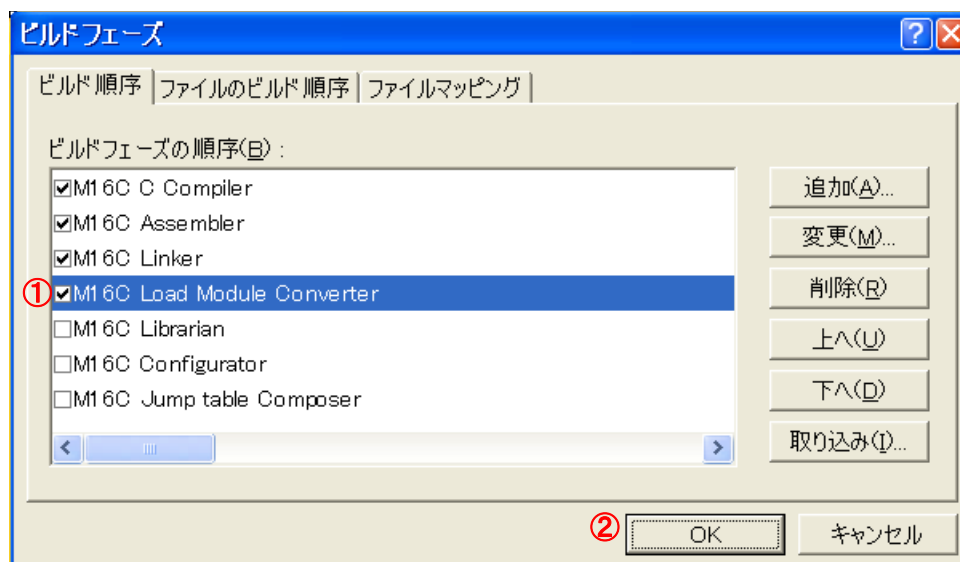 ビルドフェーズ
ビルド順序 ファイルのビルド順序 ファイルマッピング
ビルドフェーズの順序(B) :
M16C C Compiler
M16C Assembler
M16C Linker
① M16C Load Module Converter
M16C Librarian
M16C Configurator
M16C Jump table Composer
追加(A)...
変更(M)...
削除(R)
上へ(U)
下へ(D)
取り込み(I)...
② OK キャンセル